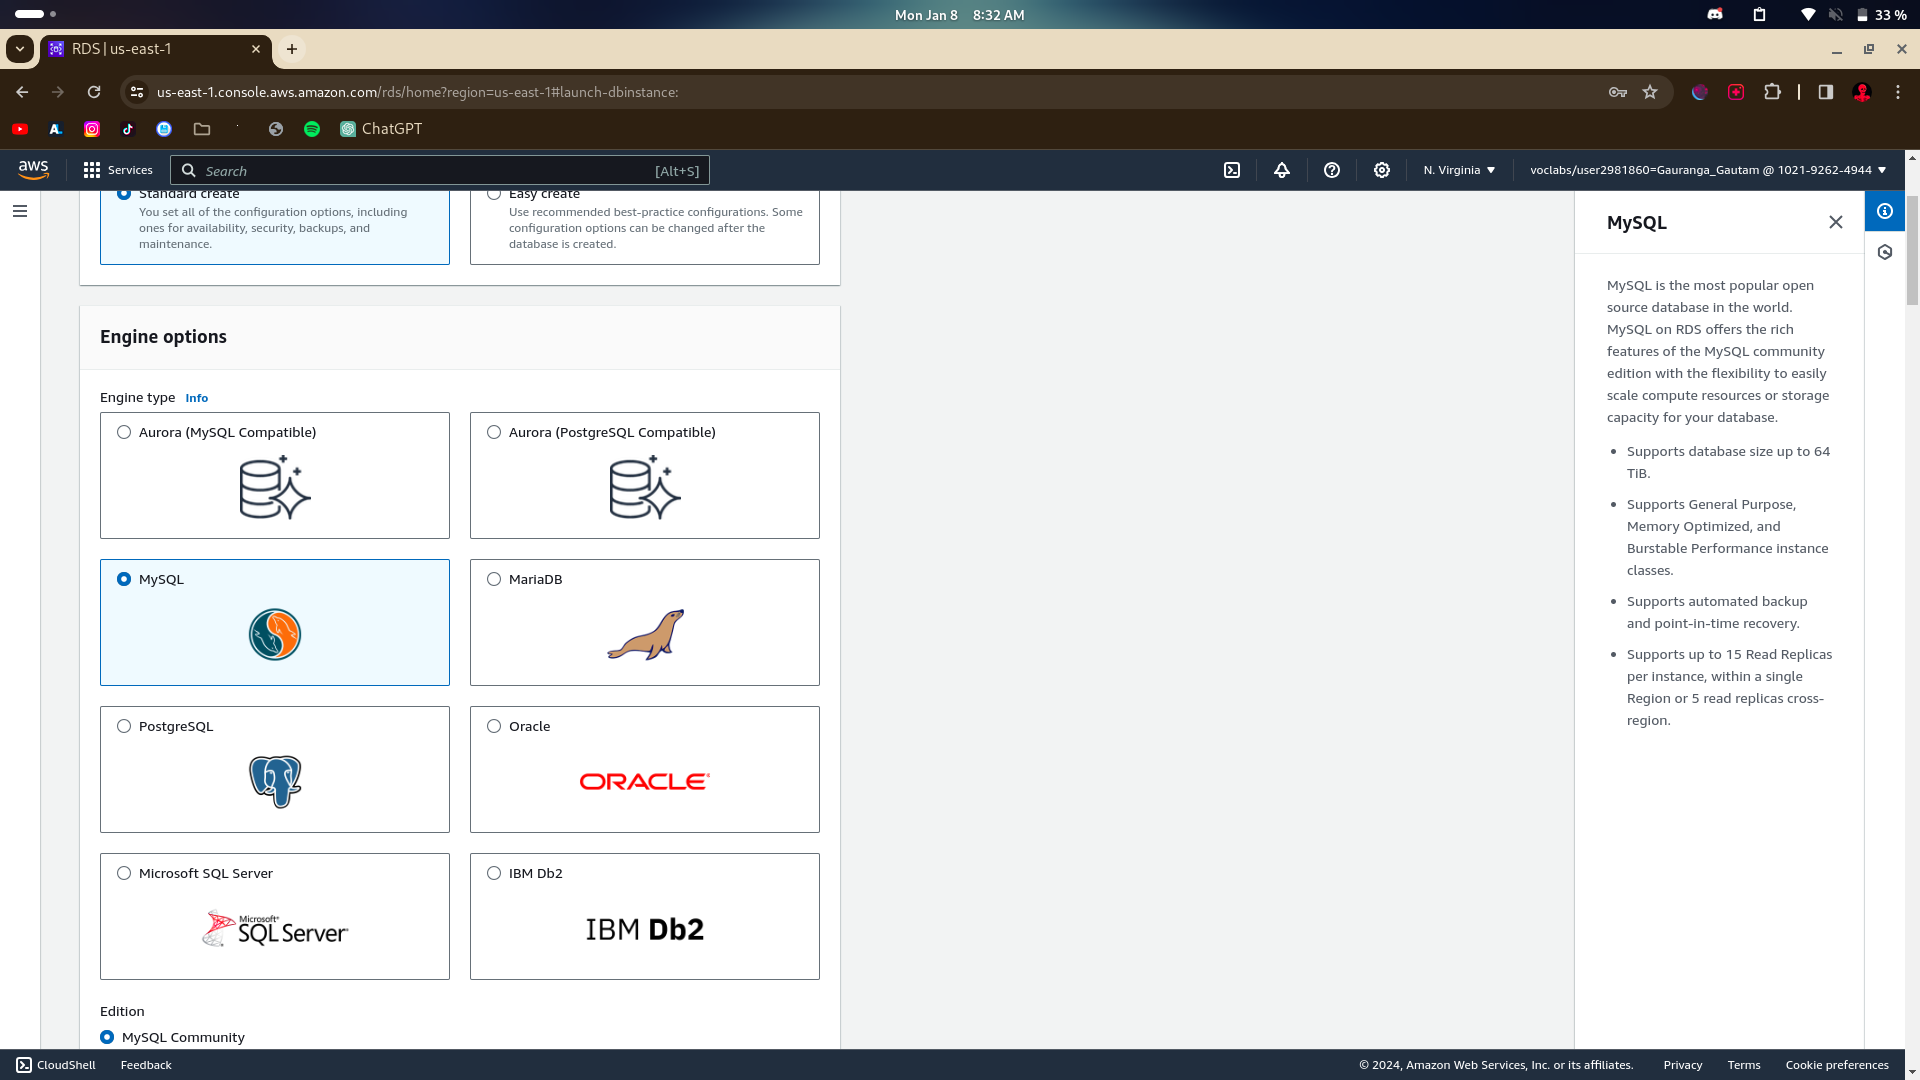 Mon Jan 8 8:32 AM
33 %
RDS | us-east-1
us-east-1.console.aws.amazon.com/rds/home?region=us-east-1#launch-dbinstance:
ChatGPT
aws
Services
Search
[Alt+S]
N. Virginia
voclabs/user2981860=Gauranga_Gautam @ 1021-9262-4944
Standard create
You set all of the configuration options, including
ones for availability, security, backups, and
maintenance.
Easy create
Use recommended best-practice configurations. Some
configuration options can be changed after the
database is created.
Engine options
Engine type Info
Aurora (MySQL Compatible)
Aurora (PostgreSQL Compatible)
MySQL
MariaDB
PostgreSQL
Oracle
ORACLE
Microsoft SQL Server
Microsoft
SQL Server
IBM Db2
IBM Db2
Edition
MySQL Community
MySQL
MySQL is the most popular open
source database in the world.
MySQL on RDS offers the rich
features of the MySQL community
edition with the flexibility to easily
scale compute resources or storage
capacity for your database.
Supports database size up to 64
TiB.
Supports General Purpose,
Memory Optimized, and
Burstable Performance instance
classes.
Supports automated backup
and point-in-time recovery.
Supports up to 15 Read Replicas
per instance, within a single
Region or 5 read replicas cross-
region.
CloudShell
Feedback
© 2024, Amazon Web Services, Inc. or its affiliates.
Privacy
Terms
Cookie preferences